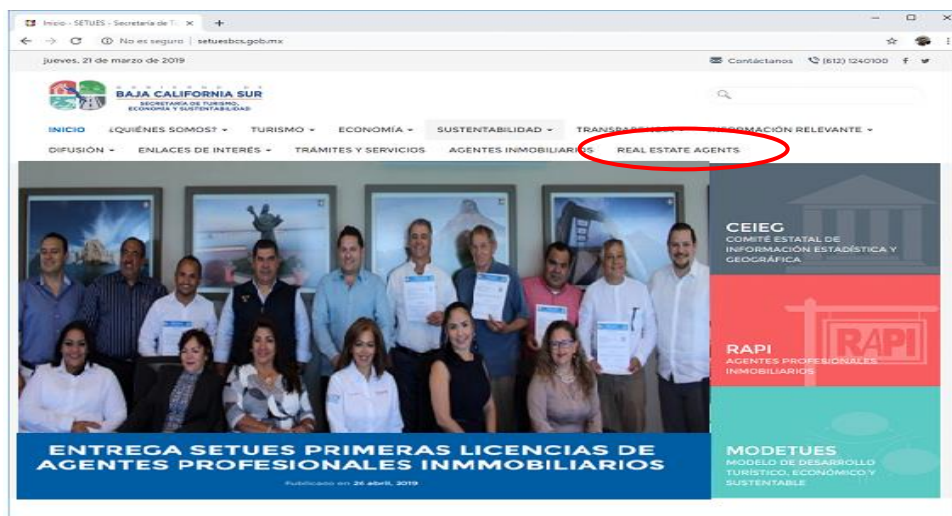 Inicio - SETUES - Secretaría de T
No es seguro | setuesbcs.gob.mx
jueves, 21 de marzo de 2019
Contáctanos (612) 1240100
GOBIERNO DE
BAJA CALIFORNIA SUR
SECRETARÍA DE TURISMO,
ECONOMÍA Y SUSTENTABILIDAD
INICIO ¿QUIÉNES SOMOS? TURISMO ECONOMÍA SUSTENTABILIDAD TRANSPARENCIA INFORMACIÓN RELEVANTE
DIFUSIÓN ENLACES DE INTERÉS TRÁMITES Y SERVICIOS AGENTES INMOBILIARIOS REAL ESTATE AGENTS
CEIEG
COMITÉ ESTATAL DE
INFORMACIÓN ESTADÍSTICA Y
GEOGRÁFICA
RAPI
RAPI
AGENTES PROFESIONALES
INMOBILIARIOS
ENTREGA SETUES PRIMERAS LICENCIAS DE
AGENTES PROFESIONALES INMMOBILIARIOS
Publicado en 26 abril, 2019
MODETUES
MODELO DE DESARROLLO
TURÍSTICO, ECONÓMICO Y
SUSTENTABLE